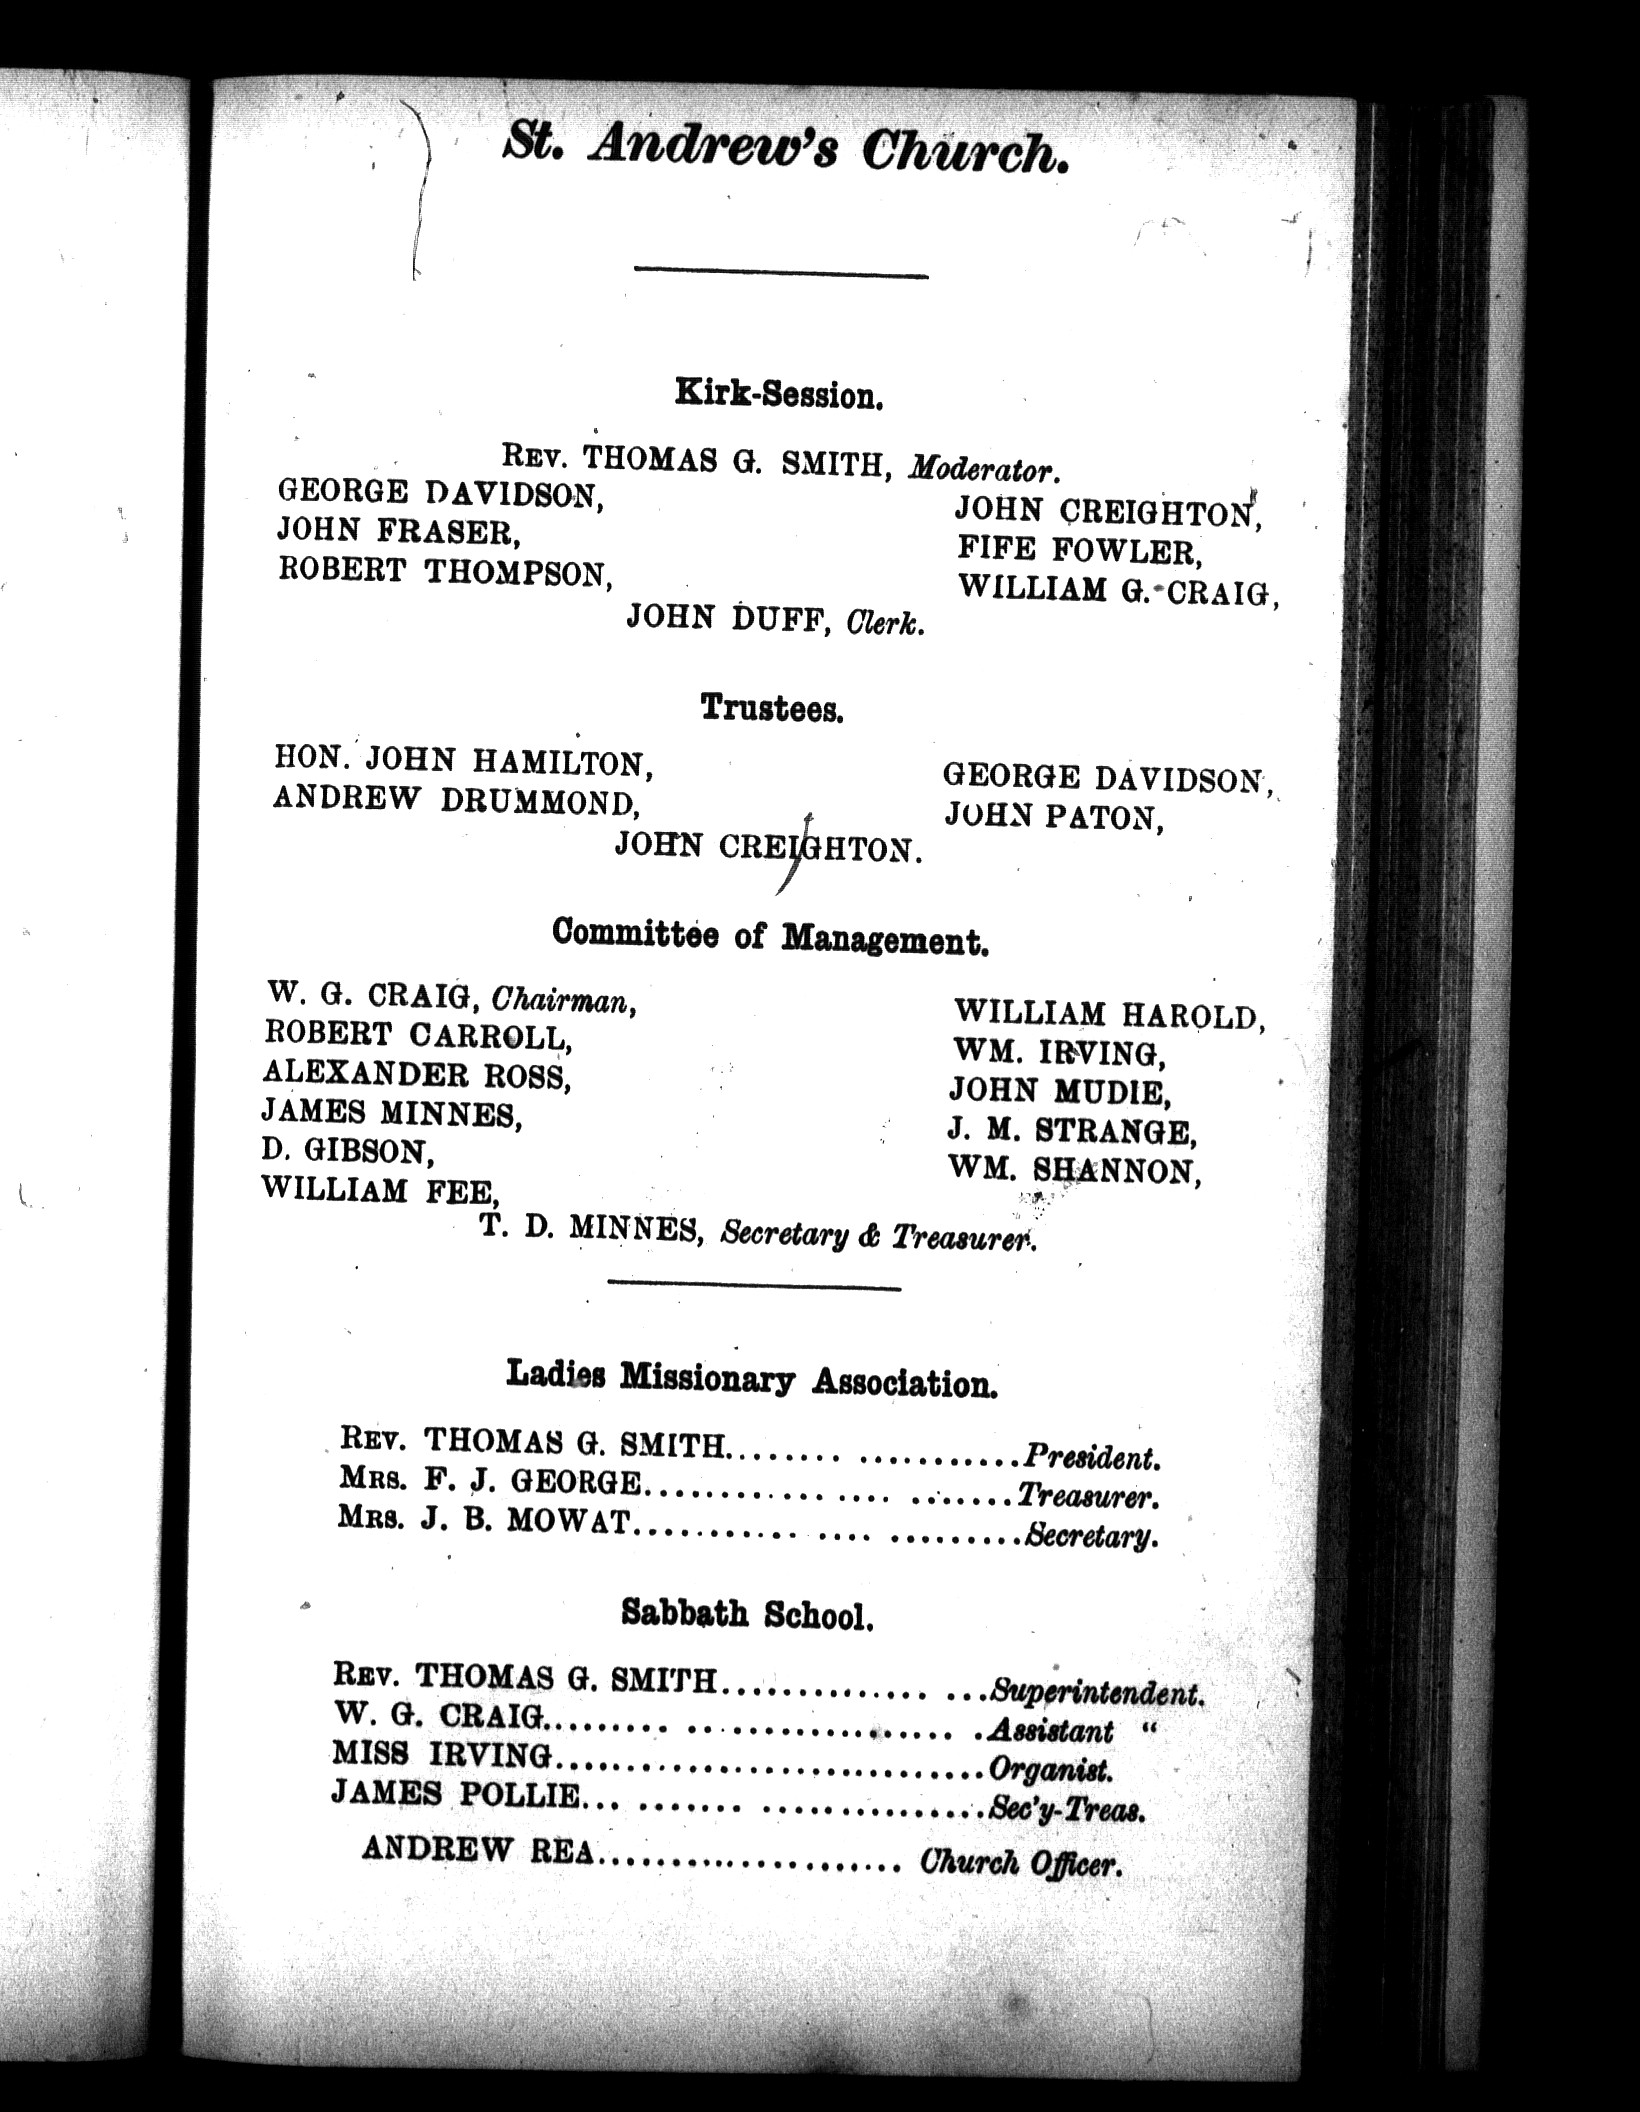 St. Andrew's Church.
Kirk-Session.
REV. THOMAS G. SMITH, Moderator.
GEORGE DAVIDSON, JOHN CREIGHTON,
JOHN FRASER, FIFE FOWLER,
ROBERT THOMPSON, WILLIAM G. CRAIG,
JOHN DUFF, Clerk.
Trustees.
HON. JOHN HAMILTON, GEORGE DAVIDSON,
ANDREW DRUMMOND, JOHN PATON,
JOHN CREIGHTON.
Committee of Management.
W. G. CRAIG, Chairman, WILLIAM HAROLD,
ROBERT CARROLL, WM. IRVING,
ALEXANDER ROSS, JOHN MUDIE,
JAMES MINNES, J. M. STRANGE,
D. GIBSON, WM. SHANNON,
WILLIAM FEE,
T. D. MINNES, Secretary & Treasurer.
Ladies Missionary Association.
REV. THOMAS G. SMITH........ ...........President.
MRS. F. J. GEORGE............ .... .......Treasurer.
MRS. J. B. MOWAT........... .... .........Secretary.
Sabbath School.
REV. THOMAS G. SMITH.............. ...Superintendent.
W. G. CRAIG......... .................... .Assistant "
MISS IRVING..............................Organist.
JAMES POLLIE... ....... ................Sec'y-Treas.
ANDREW REA..................... Church Officer.